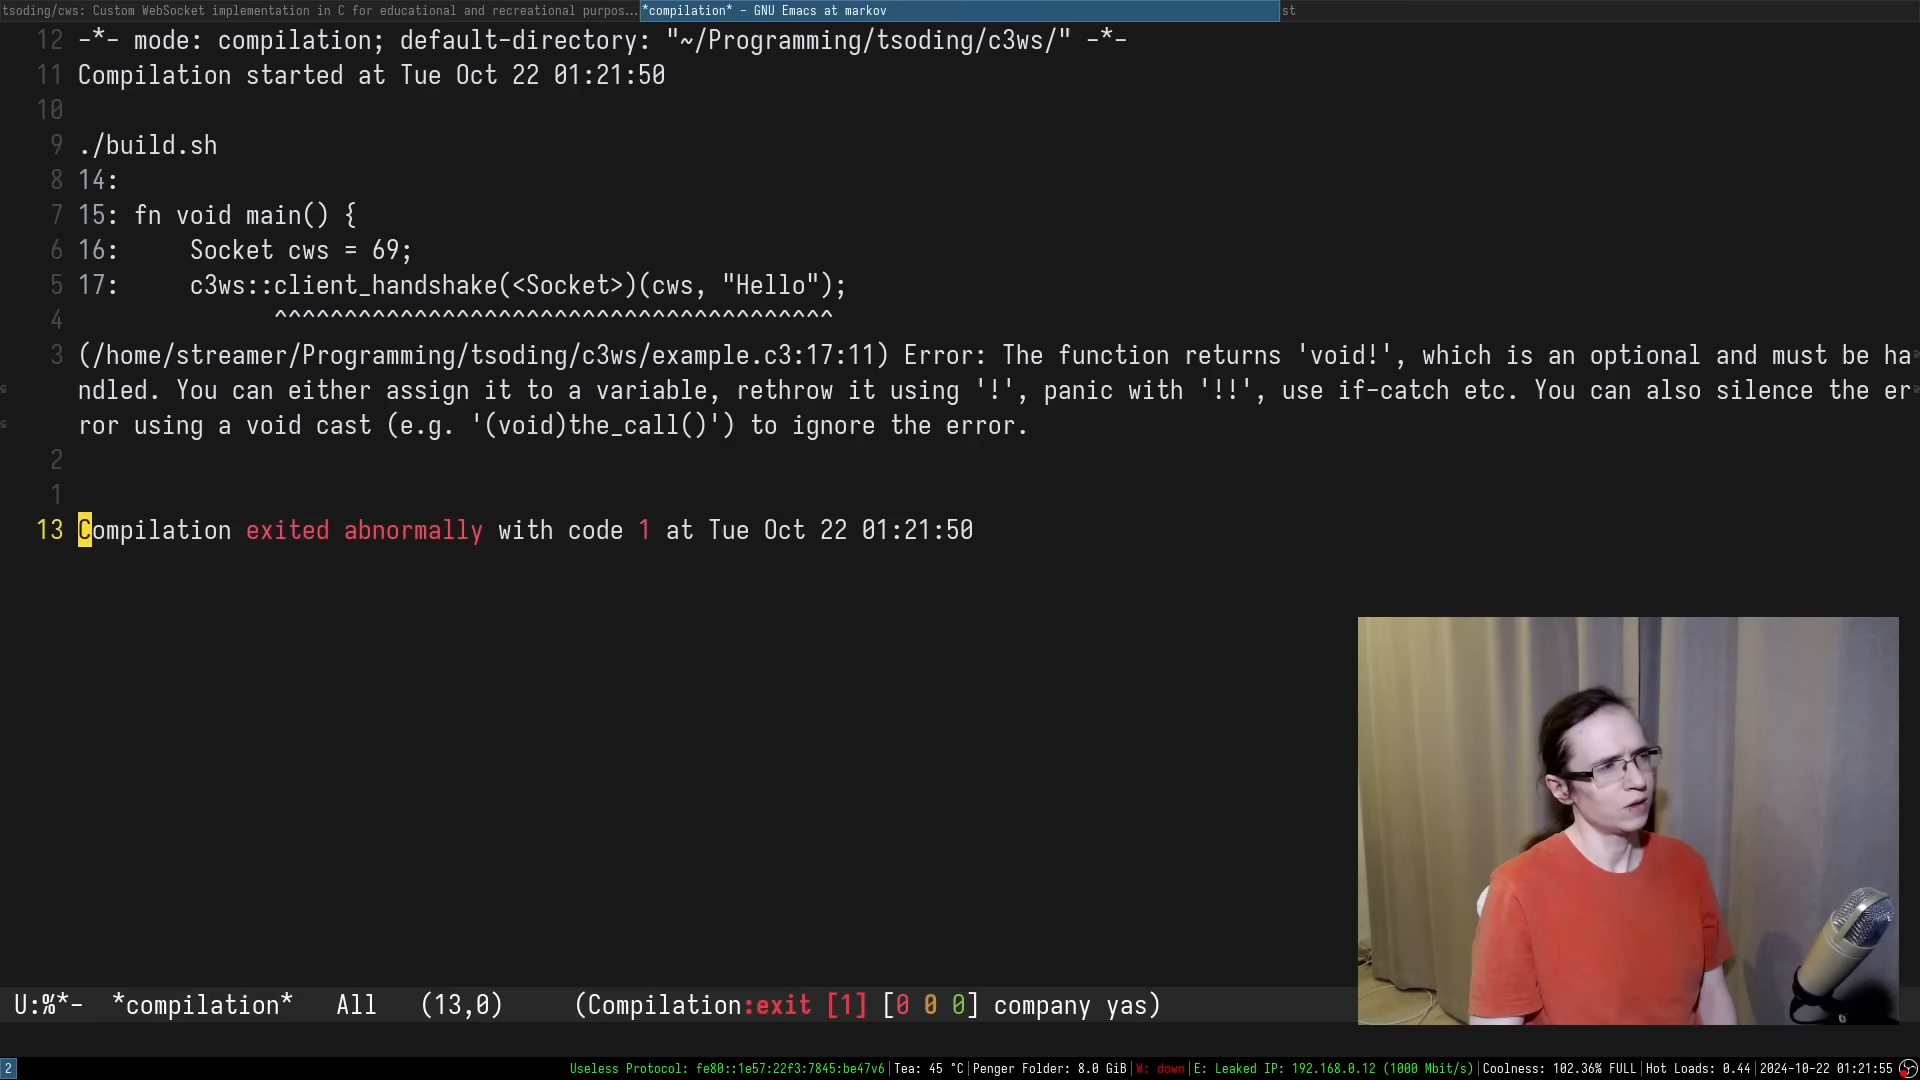 tsoding/cws: Custom WebSocket implementation in C for educational and recreational purpos... *compilation* - GNU Emacs at markov st
12 -*- mode: compilation; default-directory: "~/Programming/tsoding/c3ws/" -*-
11 Compilation started at Tue Oct 22 01:21:50
10
9 ./build.sh
8 14:
7 15: fn void main() {
6 16:     Socket cws = 69;
5 17:     c3ws::client_handshake(<Socket>)(cws, "Hello");
4 ^^^^^^^^^^^^^^^^^^^^^^^^^^^^^^^^^^^^^^^^
3 (/home/streamer/Programming/tsoding/c3ws/example.c3:17:11) Error: The function returns 'void!', which is an optional and must be ha
ndled. You can either assign it to a variable, rethrow it using '!', panic with '!!', use if-catch etc. You can also silence the er
ror using a void cast (e.g. '(void)the_call()') to ignore the error.
2
1
13 Compilation exited abnormally with code 1 at Tue Oct 22 01:21:50
U:%*-  *compilation*   All   (13,0)     (Compilation:exit [1] [0 0 0] company yas)
2 Useless Protocol: fe80::1e57:22f3:7845:be47v6|Tea: 45 °C|Penger Folder: 8.0 GiB|W: down|E: Leaked IP: 192.168.0.12 (1000 Mbit/s)|Coolness: 102.36% FULL|Hot Loads: 0.44|2024-10-22 01:21:55